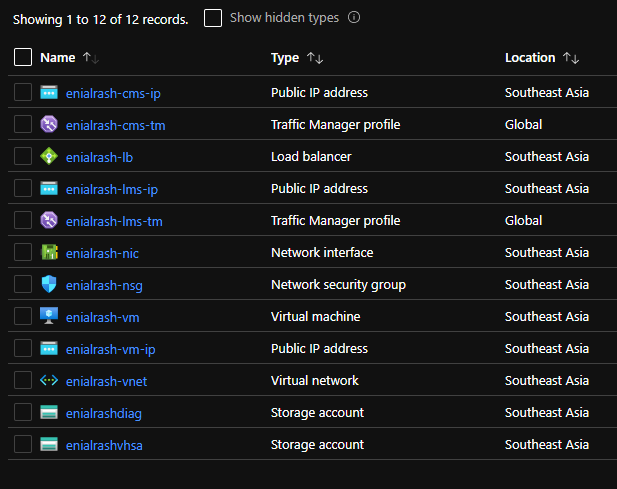 Showing 1 to 12 of 12 records. Show hidden types
Name Type Location
enialrash-cms-ip Public IP address Southeast Asia
enialrash-cms-tm Traffic Manager profile Global
enialrash-lb Load balancer Southeast Asia
enialrash-lms-ip Public IP address Southeast Asia
enialrash-lms-tm Traffic Manager profile Global
enialrash-nic Network interface Southeast Asia
enialrash-nsg Network security group Southeast Asia
enialrash-vm Virtual machine Southeast Asia
enialrash-vm-ip Public IP address Southeast Asia
enialrash-vnet Virtual network Southeast Asia
enialrashdiag Storage account Southeast Asia
enialrashvhsa Storage account Southeast Asia